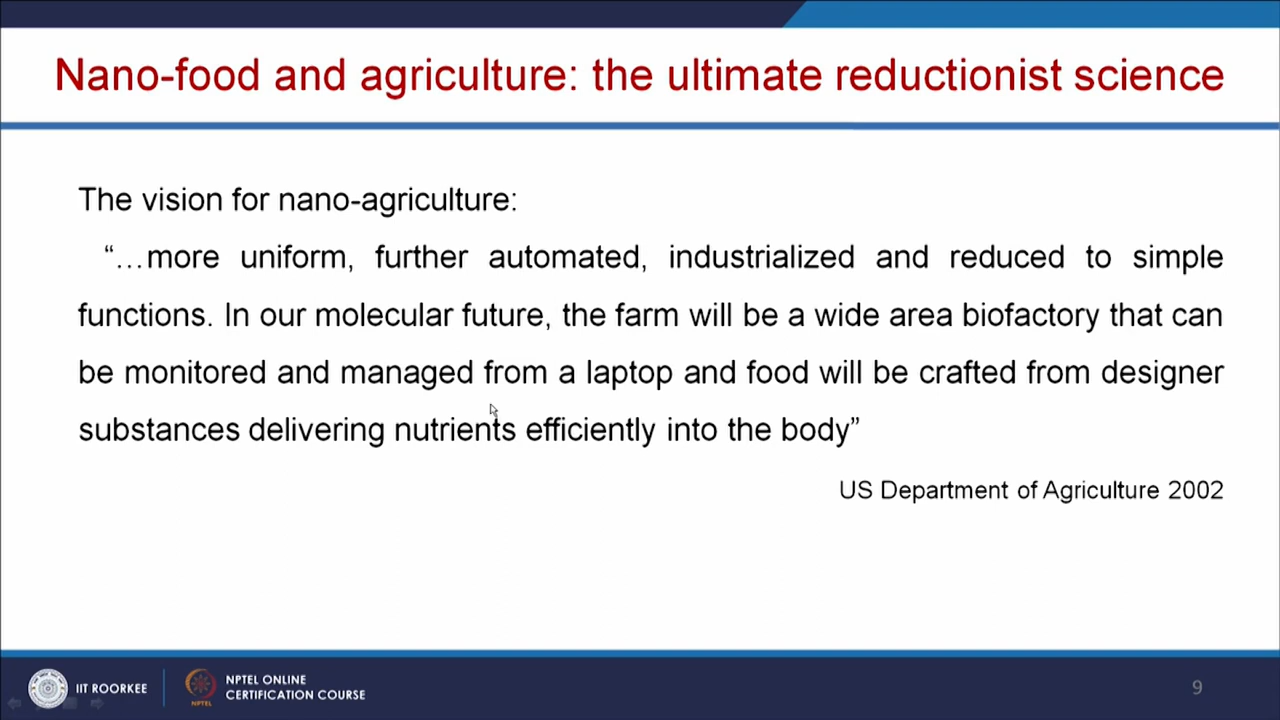 Nano-food and agriculture: the ultimate reductionist science
The vision for nano-agriculture:
“…more uniform, further automated, industrialized and reduced to simple
functions. In our molecular future, the farm will be a wide area biofactory that can
be monitored and managed from a laptop and food will be crafted from designer
substances delivering nutrients efficiently into the body”
US Department of Agriculture 2002
IIT ROORKEE
NPTEL
NPTEL ONLINE
CERTIFICATION COURSE
9